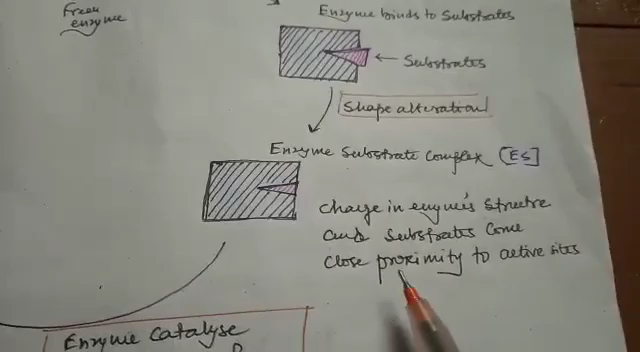 Free
enzyme
Enzyme binds to Substrates
← Substrates
Shape alteration
Enzyme Substrate Complex [ES]
Change in enzyme's structre
and substrates come
close proximity to active sites
Enzyme Catalyse